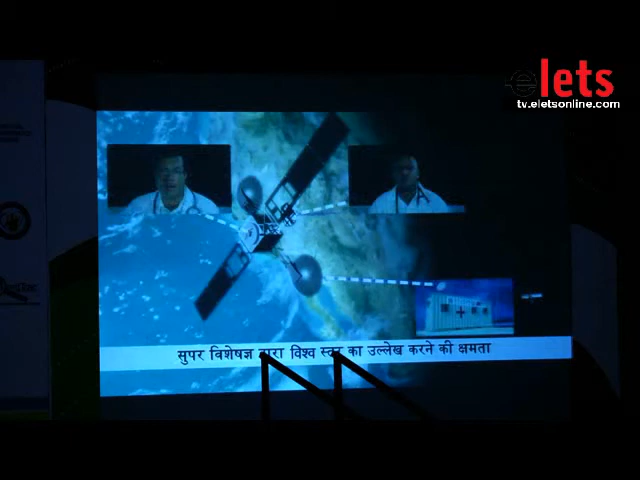 elets
tv.eletsonline.com
सुपर विशेषज्ञ द्वारा विश्व स्तर का उल्लेख करने की क्षमता